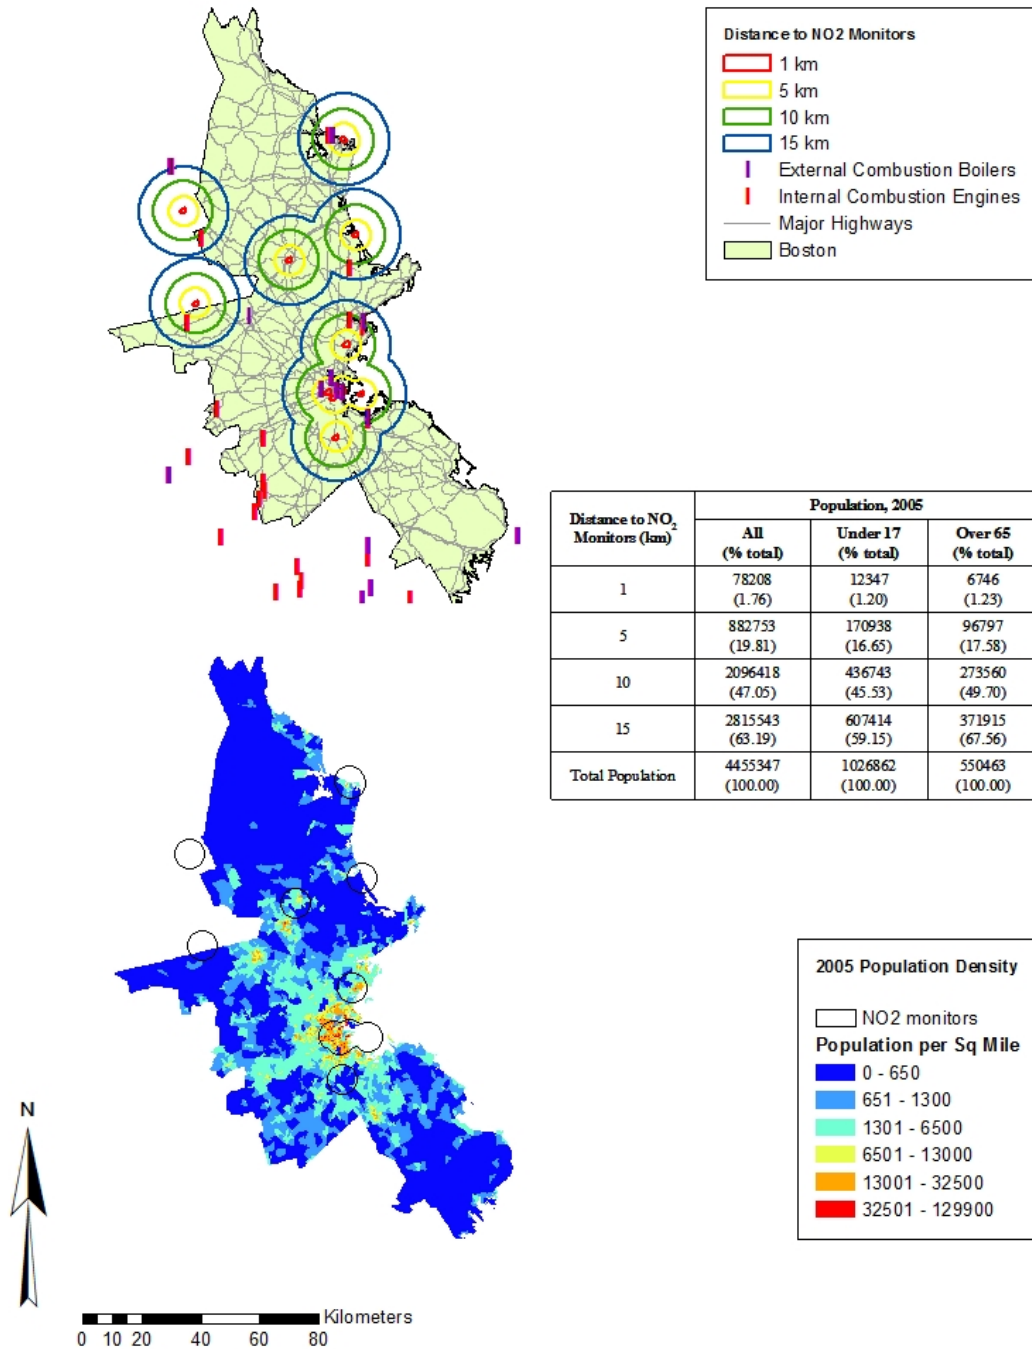 Distance to NO2 Monitors
1 km
5 km
10 km
15 km
External Combustion Boilers
Internal Combustion Engines
Major Highways
Boston
Distance to NO2 Monitors (km)
Population, 2005
All (% total)
Under 17 (% total)
Over 65 (% total)
1
78208 (1.76)
12347 (1.20)
6746 (1.23)
5
882753 (19.81)
170938 (16.65)
96797 (17.58)
10
2096418 (47.05)
436743 (45.53)
273560 (49.70)
15
2815543 (63.19)
607414 (59.15)
371915 (67.56)
Total Population
4455347 (100.00)
1026862 (100.00)
550463 (100.00)
2005 Population Density
NO2 monitors
Population per Sq Mile
0 - 650
651 - 1300
1301 - 6500
6501 - 13000
13001 - 32500
32501 - 129900
N
Kilometers
0 10 20 40 60 80